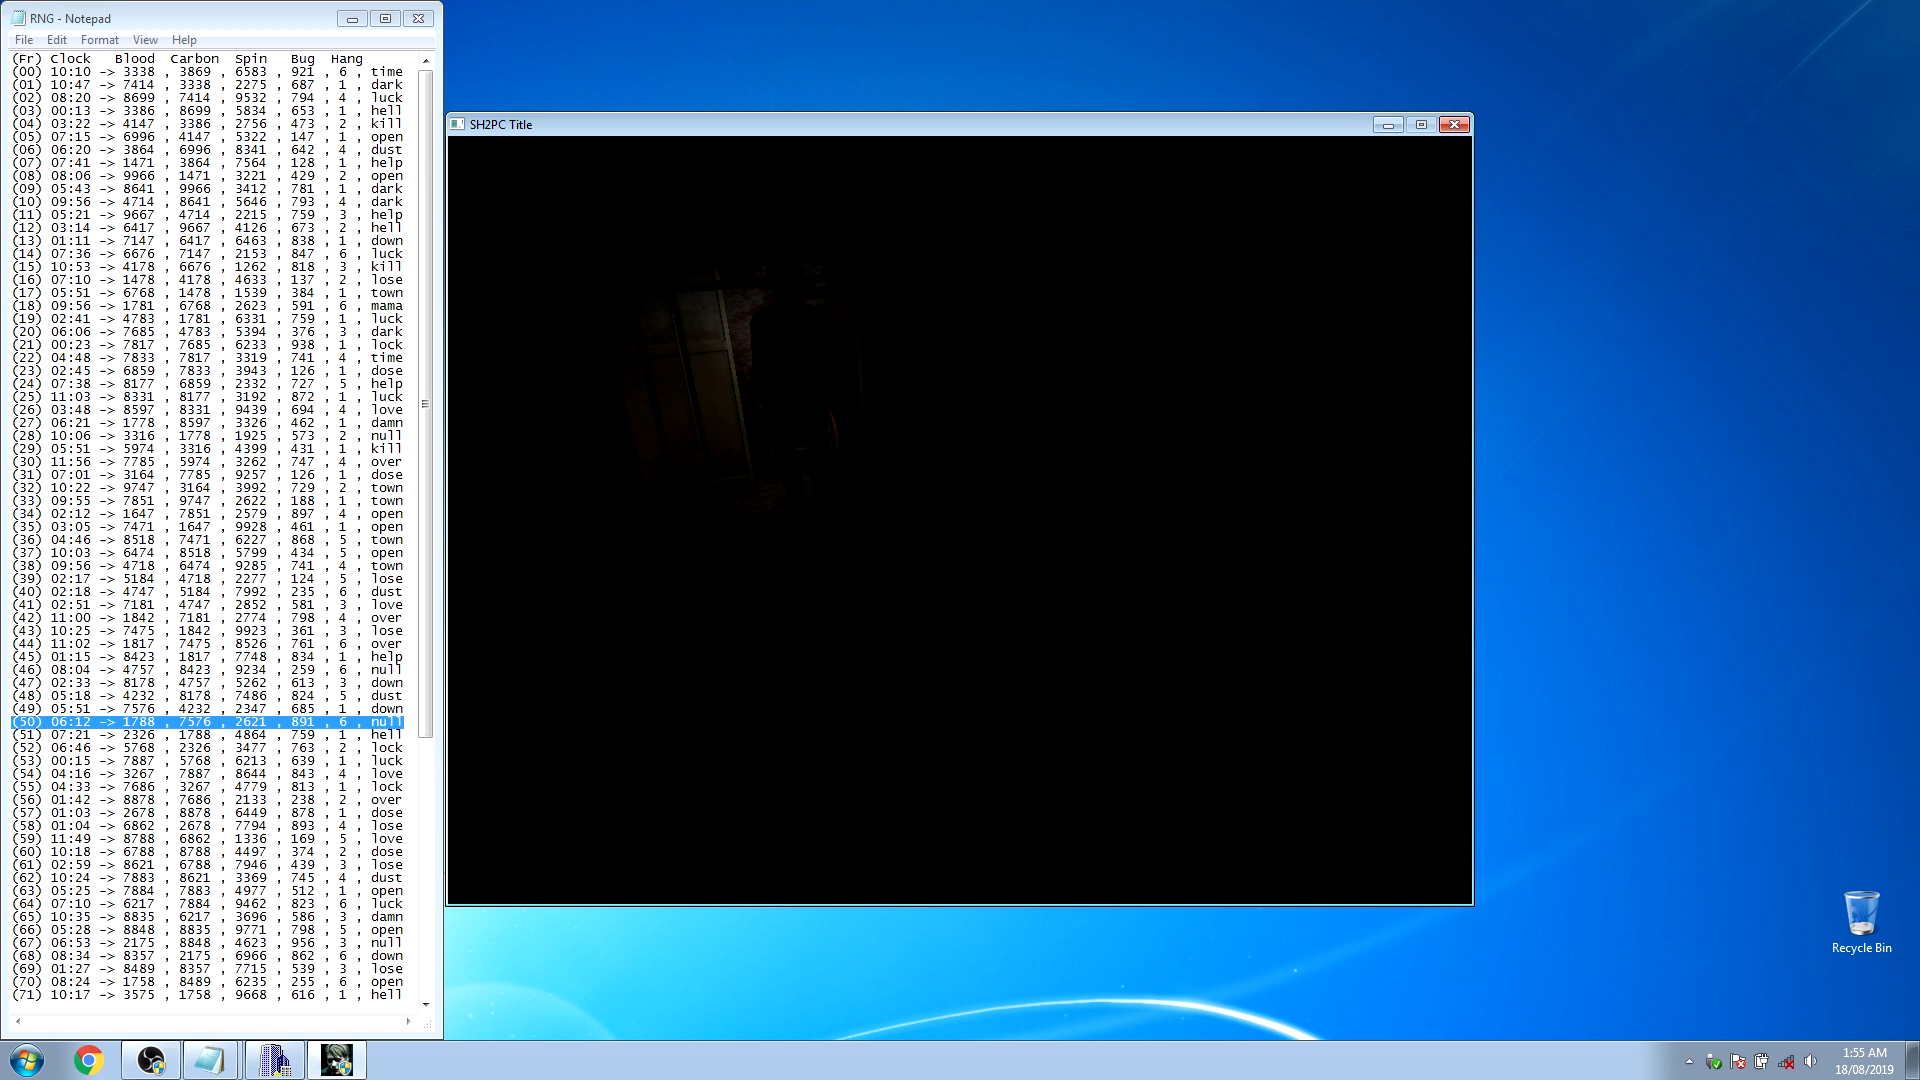 RNG - Notepad
File Edit Format View Help
(Fr) Clock Blood Carbon Spin Bug Hang
(00) 10:10 -> 3338 , 3869 , 6583 , 921 , 6 , time
(01) 10:47 -> 7414 , 3338 , 2275 , 687 , 1 , dark
(02) 08:20 -> 8699 , 7414 , 9532 , 794 , 4 , luck
(03) 00:13 -> 3386 , 8699 , 5834 , 653 , 1 , hell
(04) 03:22 -> 4147 , 3386 , 2756 , 473 , 2 , kill
(05) 07:15 -> 6996 , 4147 , 5322 , 147 , 1 , open
(06) 06:20 -> 3864 , 6996 , 8341 , 642 , 4 , dust
(07) 07:41 -> 1471 , 3864 , 7564 , 128 , 1 , help
(08) 08:06 -> 9966 , 1471 , 3221 , 429 , 2 , open
(09) 05:43 -> 8641 , 9966 , 3412 , 781 , 1 , dark
(10) 09:56 -> 4714 , 8641 , 5646 , 793 , 4 , dark
(11) 05:21 -> 9667 , 4714 , 2215 , 759 , 3 , help
(12) 03:14 -> 6417 , 9667 , 4126 , 673 , 2 , hell
(13) 01:11 -> 7147 , 6417 , 6463 , 838 , 1 , down
(14) 07:36 -> 6676 , 7147 , 2153 , 847 , 6 , luck
(15) 10:53 -> 4178 , 6676 , 1262 , 818 , 3 , kill
(16) 07:10 -> 1478 , 4178 , 4633 , 137 , 2 , lose
(17) 05:51 -> 6768 , 1478 , 1539 , 384 , 1 , town
(18) 09:56 -> 1781 , 6768 , 2623 , 591 , 6 , mama
(19) 02:41 -> 4783 , 1781 , 6331 , 759 , 1 , luck
(20) 06:06 -> 7685 , 4783 , 5394 , 376 , 3 , dark
(21) 00:23 -> 7817 , 7685 , 6233 , 938 , 1 , lock
(22) 04:48 -> 7833 , 7817 , 3319 , 741 , 4 , time
(23) 02:45 -> 6859 , 7833 , 3943 , 126 , 1 , dose
(24) 07:38 -> 8177 , 6859 , 2332 , 727 , 5 , help
(25) 11:03 -> 8331 , 8177 , 3192 , 872 , 1 , luck
(26) 03:48 -> 8597 , 8331 , 9439 , 694 , 4 , love
(27) 06:21 -> 1778 , 8597 , 3326 , 462 , 1 , damn
(28) 10:06 -> 3316 , 1778 , 1925 , 573 , 2 , null
(29) 05:51 -> 5974 , 3316 , 4399 , 431 , 1 , kill
(30) 11:56 -> 7785 , 5974 , 3262 , 747 , 4 , over
(31) 07:01 -> 3164 , 7785 , 9257 , 126 , 1 , dose
(32) 10:22 -> 9747 , 3164 , 3992 , 729 , 2 , town
(33) 09:55 -> 7851 , 9747 , 2622 , 188 , 1 , town
(34) 02:12 -> 1647 , 7851 , 2579 , 897 , 4 , open
(35) 03:05 -> 7471 , 1647 , 9928 , 461 , 1 , open
(36) 04:46 -> 8518 , 7471 , 6227 , 868 , 5 , town
(37) 10:03 -> 6474 , 8518 , 5799 , 434 , 5 , open
(38) 09:56 -> 4718 , 6474 , 9285 , 741 , 4 , town
(39) 02:17 -> 5184 , 4718 , 2277 , 124 , 5 , lose
(40) 02:18 -> 4747 , 5184 , 7992 , 235 , 6 , dust
(41) 02:51 -> 7181 , 4747 , 2852 , 581 , 3 , love
(42) 11:00 -> 1842 , 7181 , 2774 , 798 , 4 , over
(43) 10:25 -> 7475 , 1842 , 9923 , 361 , 3 , lose
(44) 11:02 -> 1817 , 7475 , 8526 , 761 , 6 , over
(45) 01:15 -> 8423 , 1817 , 7748 , 834 , 1 , help
(46) 08:04 -> 4757 , 8423 , 9234 , 259 , 6 , null
(47) 02:33 -> 8178 , 4757 , 5262 , 613 , 3 , down
(48) 05:18 -> 4232 , 8178 , 7486 , 824 , 5 , dust
(49) 05:51 -> 7576 , 4232 , 2347 , 685 , 1 , down
(50) 06:12 -> 1788 , 7576 , 2621 , 891 , 6 , null
(51) 07:21 -> 2326 , 1788 , 4864 , 759 , 1 , hell
(52) 06:46 -> 5768 , 2326 , 3477 , 763 , 2 , lock
(53) 00:15 -> 7887 , 5768 , 6213 , 639 , 1 , luck
(54) 04:16 -> 3267 , 7887 , 8644 , 843 , 4 , love
(55) 04:33 -> 7686 , 3267 , 4779 , 813 , 1 , lock
(56) 01:42 -> 8878 , 7686 , 2133 , 238 , 2 , over
(57) 01:03 -> 2678 , 8878 , 6449 , 878 , 1 , dose
(58) 01:04 -> 6862 , 2678 , 7794 , 893 , 4 , lose
(59) 11:49 -> 8788 , 6862 , 1336 , 169 , 5 , love
(60) 10:18 -> 6788 , 8788 , 4497 , 374 , 2 , dose
(61) 02:59 -> 8621 , 6788 , 7946 , 439 , 3 , lose
(62) 10:24 -> 7883 , 8621 , 3369 , 745 , 4 , dust
(63) 05:25 -> 7884 , 7883 , 4977 , 512 , 1 , open
(64) 07:10 -> 6217 , 7884 , 9462 , 823 , 6 , luck
(65) 10:35 -> 8835 , 6217 , 3696 , 586 , 3 , damn
(66) 05:28 -> 8848 , 8835 , 9771 , 798 , 5 , open
(67) 06:53 -> 2175 , 8848 , 4623 , 956 , 3 , null
(68) 08:34 -> 8357 , 2175 , 6966 , 862 , 6 , down
(69) 01:27 -> 8489 , 8357 , 7715 , 539 , 3 , lose
(70) 08:24 -> 1758 , 8489 , 6235 , 255 , 6 , open
(71) 10:17 -> 3575 , 1758 , 9668 , 616 , 1 , hell
SH2PC Title
Recycle Bin
1:55 AM
18/08/2019